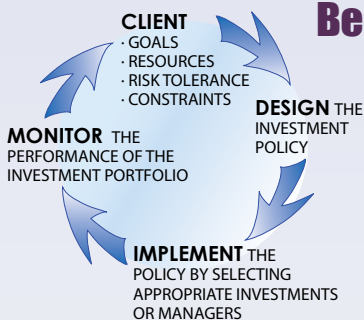 Be
CLIENT
· GOALS
· RESOURCES
· RISK TOLERANCE
· CONSTRAINTS
DESIGN THE
INVESTMENT
POLICY
MONITOR THE
PERFORMANCE OF THE
INVESTMENT PORTFOLIO
IMPLEMENT THE
POLICY BY SELECTING
APPROPRIATE INVESTMENTS
OR MANAGERS